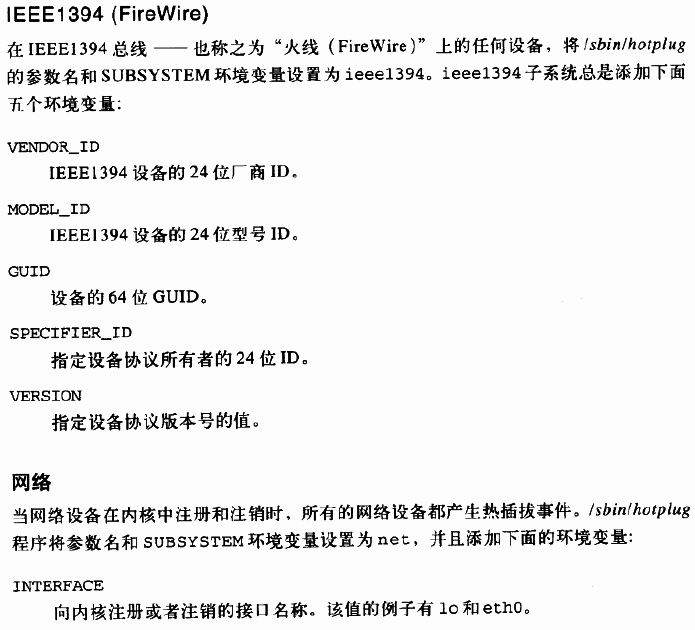 IEEE1394 (FireWire)
在 IEEE1394 总线 —— 也称之为“火线（FireWire）”上的任何设备，将 /sbin/hotplug
的参数名和 SUBSYSTEM 环境变量设置为 ieee1394。ieee1394 子系统总是添加下面
五个环境变量：
VENDOR_ID
IEEE1394 设备的 24 位厂商 ID。
MODEL_ID
IEEE1394 设备的 24 位型号 ID。
GUID
设备的 64 位 GUID。
SPECIFIER_ID
指定设备协议所有者的 24 位 ID。
VERSION
指定设备协议版本号的值。
网络
当网络设备在内核中注册和注销时，所有的网络设备都产生热插拔事件。/sbin/hotplug
程序将参数名和 SUBSYSTEM 环境变量设置为 net，并且添加下面的环境变量：
INTERFACE
向内核注册或者注销的接口名称。该值的例子有 lo 和 eth0。